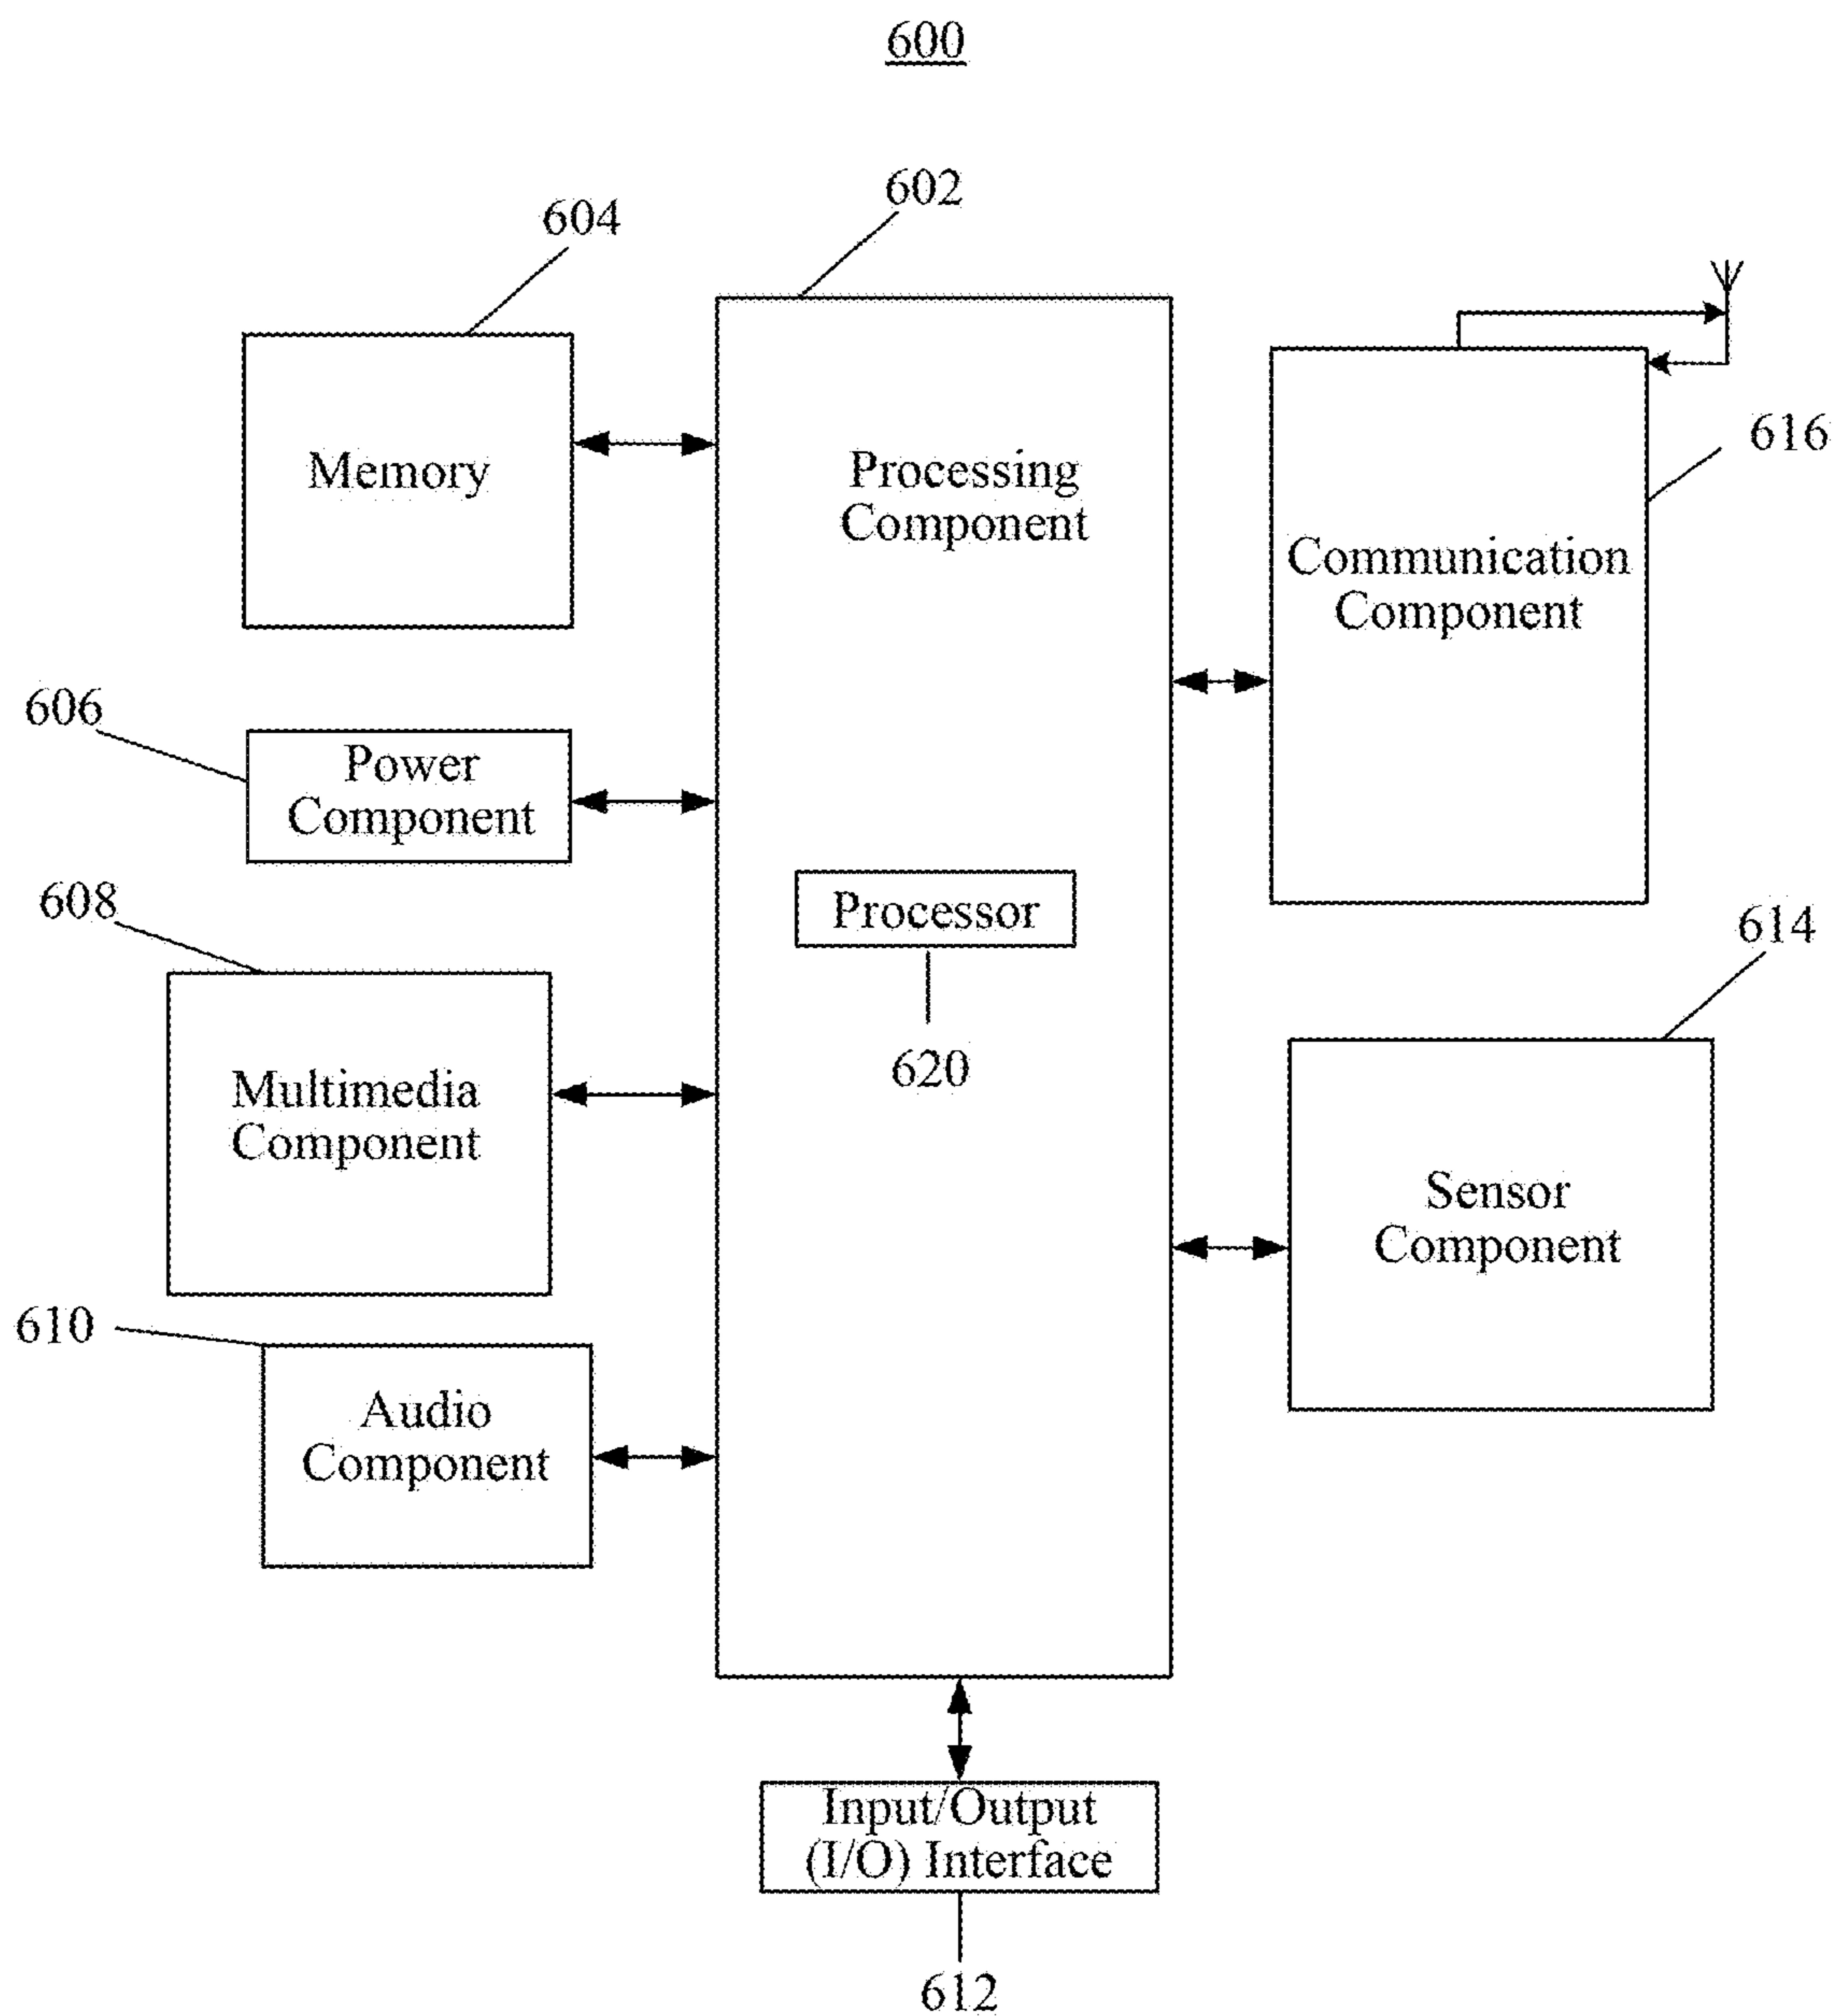 600
602
604
Memory
Processing
Component
616
Communication
Component
606
Power
Component
608
Processor
614
620
Multimedia
Component
Sensor
Component
610
Audio
Component
Input/Output
(I/O) Interface
612